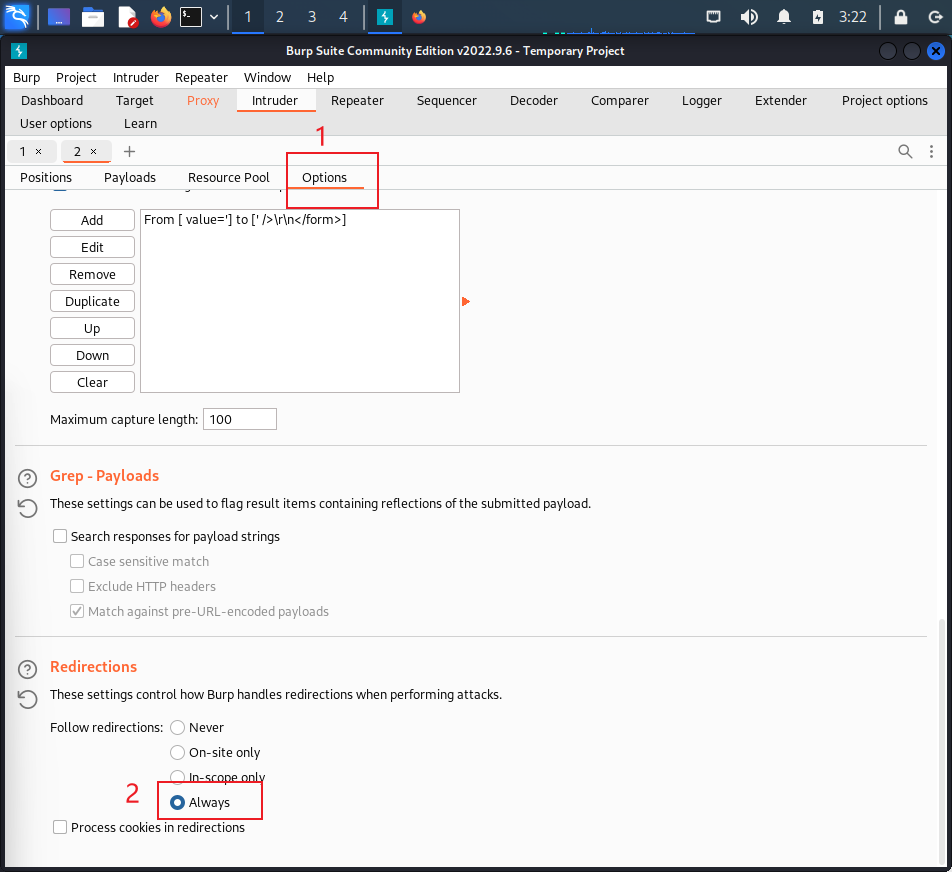 1 2 3 4 3:22
Burp Suite Community Edition v2022.9.6 - Temporary Project
Burp Project Intruder Repeater Window Help
Dashboard Target Proxy Intruder Repeater Sequencer Decoder Comparer Logger Extender Project options
User options Learn
1
1 × 2 × +
Positions Payloads Resource Pool Options
Add From [ value='] to [' />\r\n</form>]
Edit
Remove
Duplicate
Up
Down
Clear
Maximum capture length: 100
Grep - Payloads
These settings can be used to flag result items containing reflections of the submitted payload.
Search responses for payload strings
Case sensitive match
Exclude HTTP headers
Match against pre-URL-encoded payloads
Redirections
These settings control how Burp handles redirections when performing attacks.
Follow redirections: Never
On-site only
In-scope only
2 Always
Process cookies in redirections